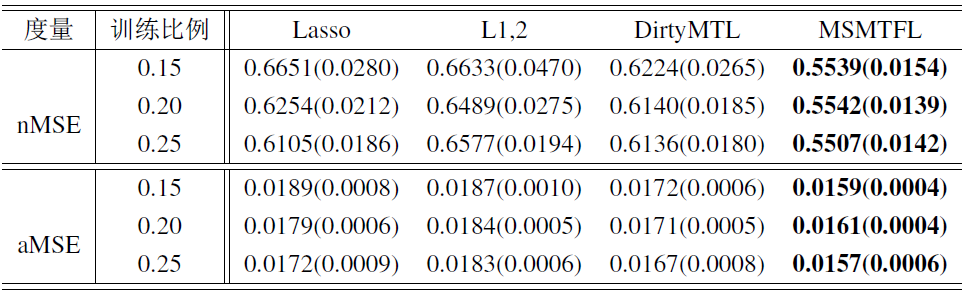 度量 训练比例 Lasso L1,2 DirtyMTL MSMTFL
0.15 0.6651(0.0280) 0.6633(0.0470) 0.6224(0.0265) 0.5539(0.0154)
nMSE 0.20 0.6254(0.0212) 0.6489(0.0275) 0.6140(0.0185) 0.5542(0.0139)
0.25 0.6105(0.0186) 0.6577(0.0194) 0.6136(0.0180) 0.5507(0.0142)
0.15 0.0189(0.0008) 0.0187(0.0010) 0.0172(0.0006) 0.0159(0.0004)
aMSE 0.20 0.0179(0.0006) 0.0184(0.0005) 0.0171(0.0005) 0.0161(0.0004)
0.25 0.0172(0.0009) 0.0183(0.0006) 0.0167(0.0008) 0.0157(0.0006)